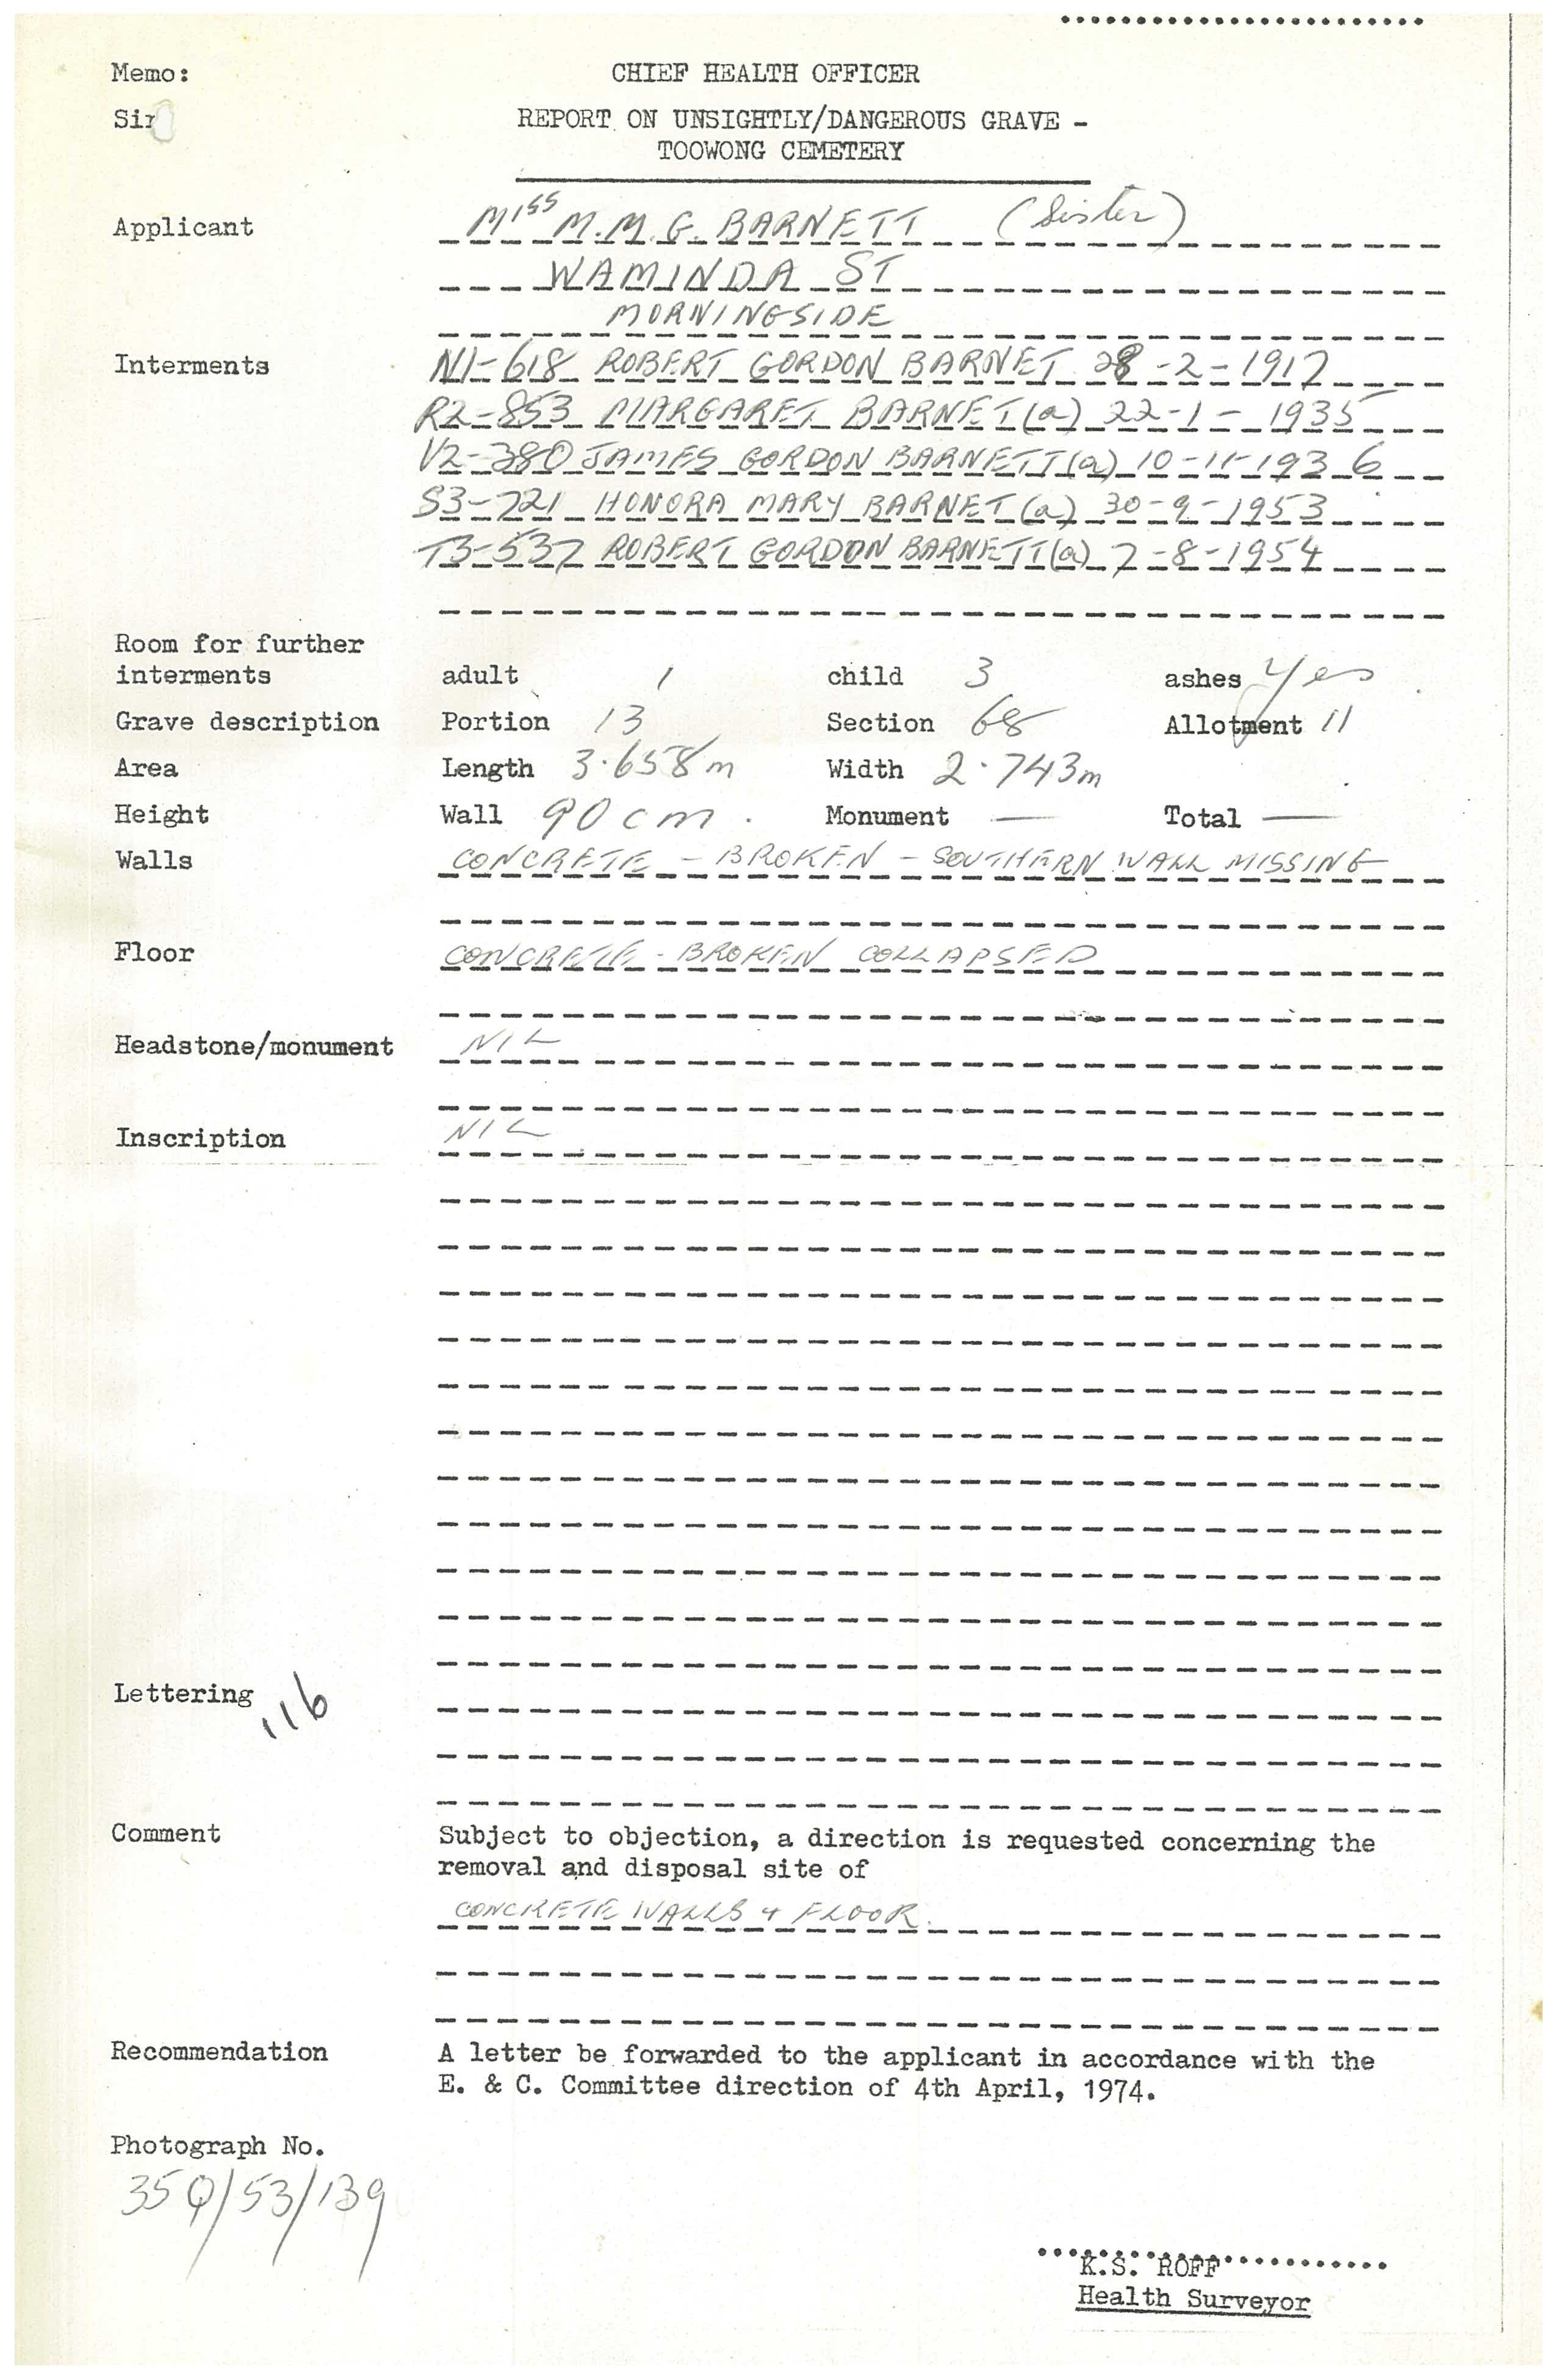 Memo: CHIEF HEALTH OFFICER
Sir REPORT ON UNSIGHTLY/DANGEROUS GRAVE -
TOOWONG CEMETERY
Applicant MISS M.M.G. BARNETT (Sister)
WAMINDA ST
MORNINGSIDE
Interments N1-618 ROBERT GORDON BARNET 28-2-1917
R2-853 MARGARET BARNET (a) 22-1-1935
V2-380 JAMES GORDON BARNETT (a) 10-11-1936
S3-721 HONORA MARY BARNET (a) 30-9-1953
T3-537 ROBERT GORDON BARNETT (a) 7-8-1954
Room for further
interments adult 1 child 3 ashes Yes
Grave description Portion 13 Section 68 Allotment 11
Area Length 3.658m Width 2.743m
Height Wall 90cm. Monument — Total —
Walls CONCRETE - BROKEN - SOUTHERN WALL MISSING
Floor CONCRETE - BROKEN COLLAPSED
Headstone/monument NIL
Inscription NIL
Lettering 116
Comment Subject to objection, a direction is requested concerning the
removal and disposal site of
CONCRETE WALLS + FLOOR.
Recommendation A letter be forwarded to the applicant in accordance with the
E. & C. Committee direction of 4th April, 1974.
Photograph No.
35Q/53/139
K.S. ROFF
Health Surveyor